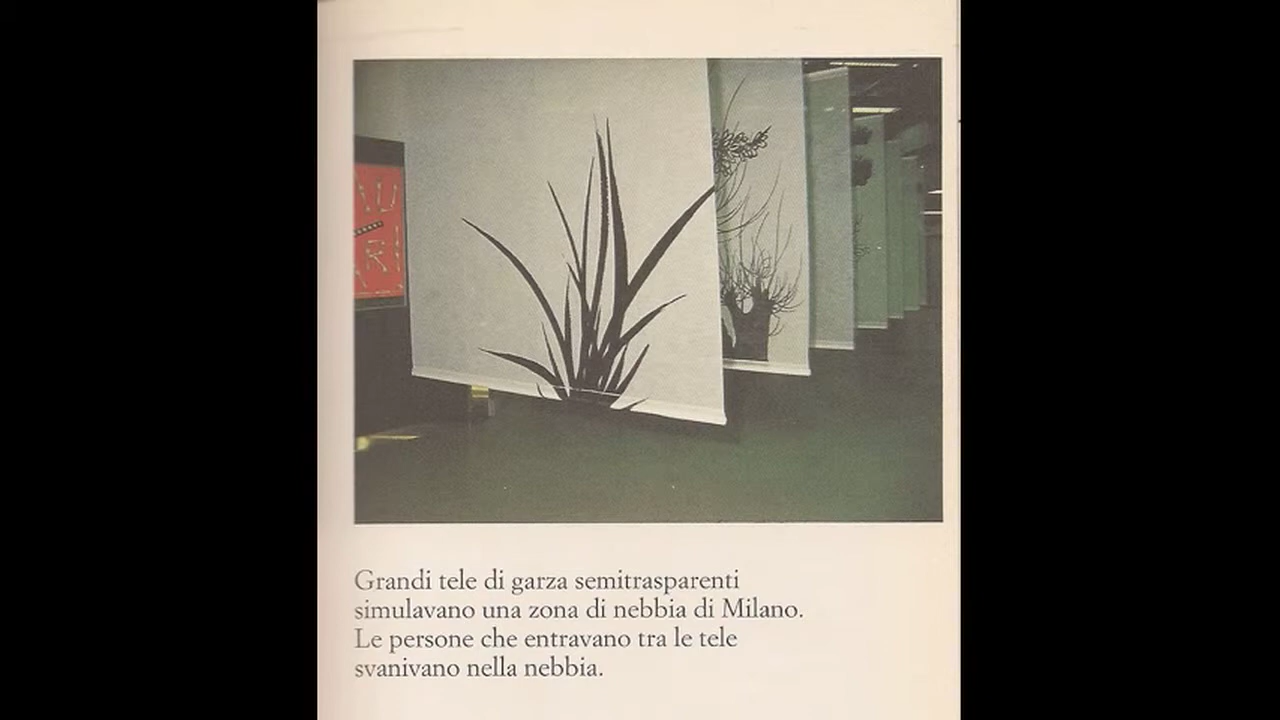 Grandi tele di garza semitrasparenti
simulavano una zona di nebbia di Milano.
Le persone che entravano tra le tele
svanivano nella nebbia.